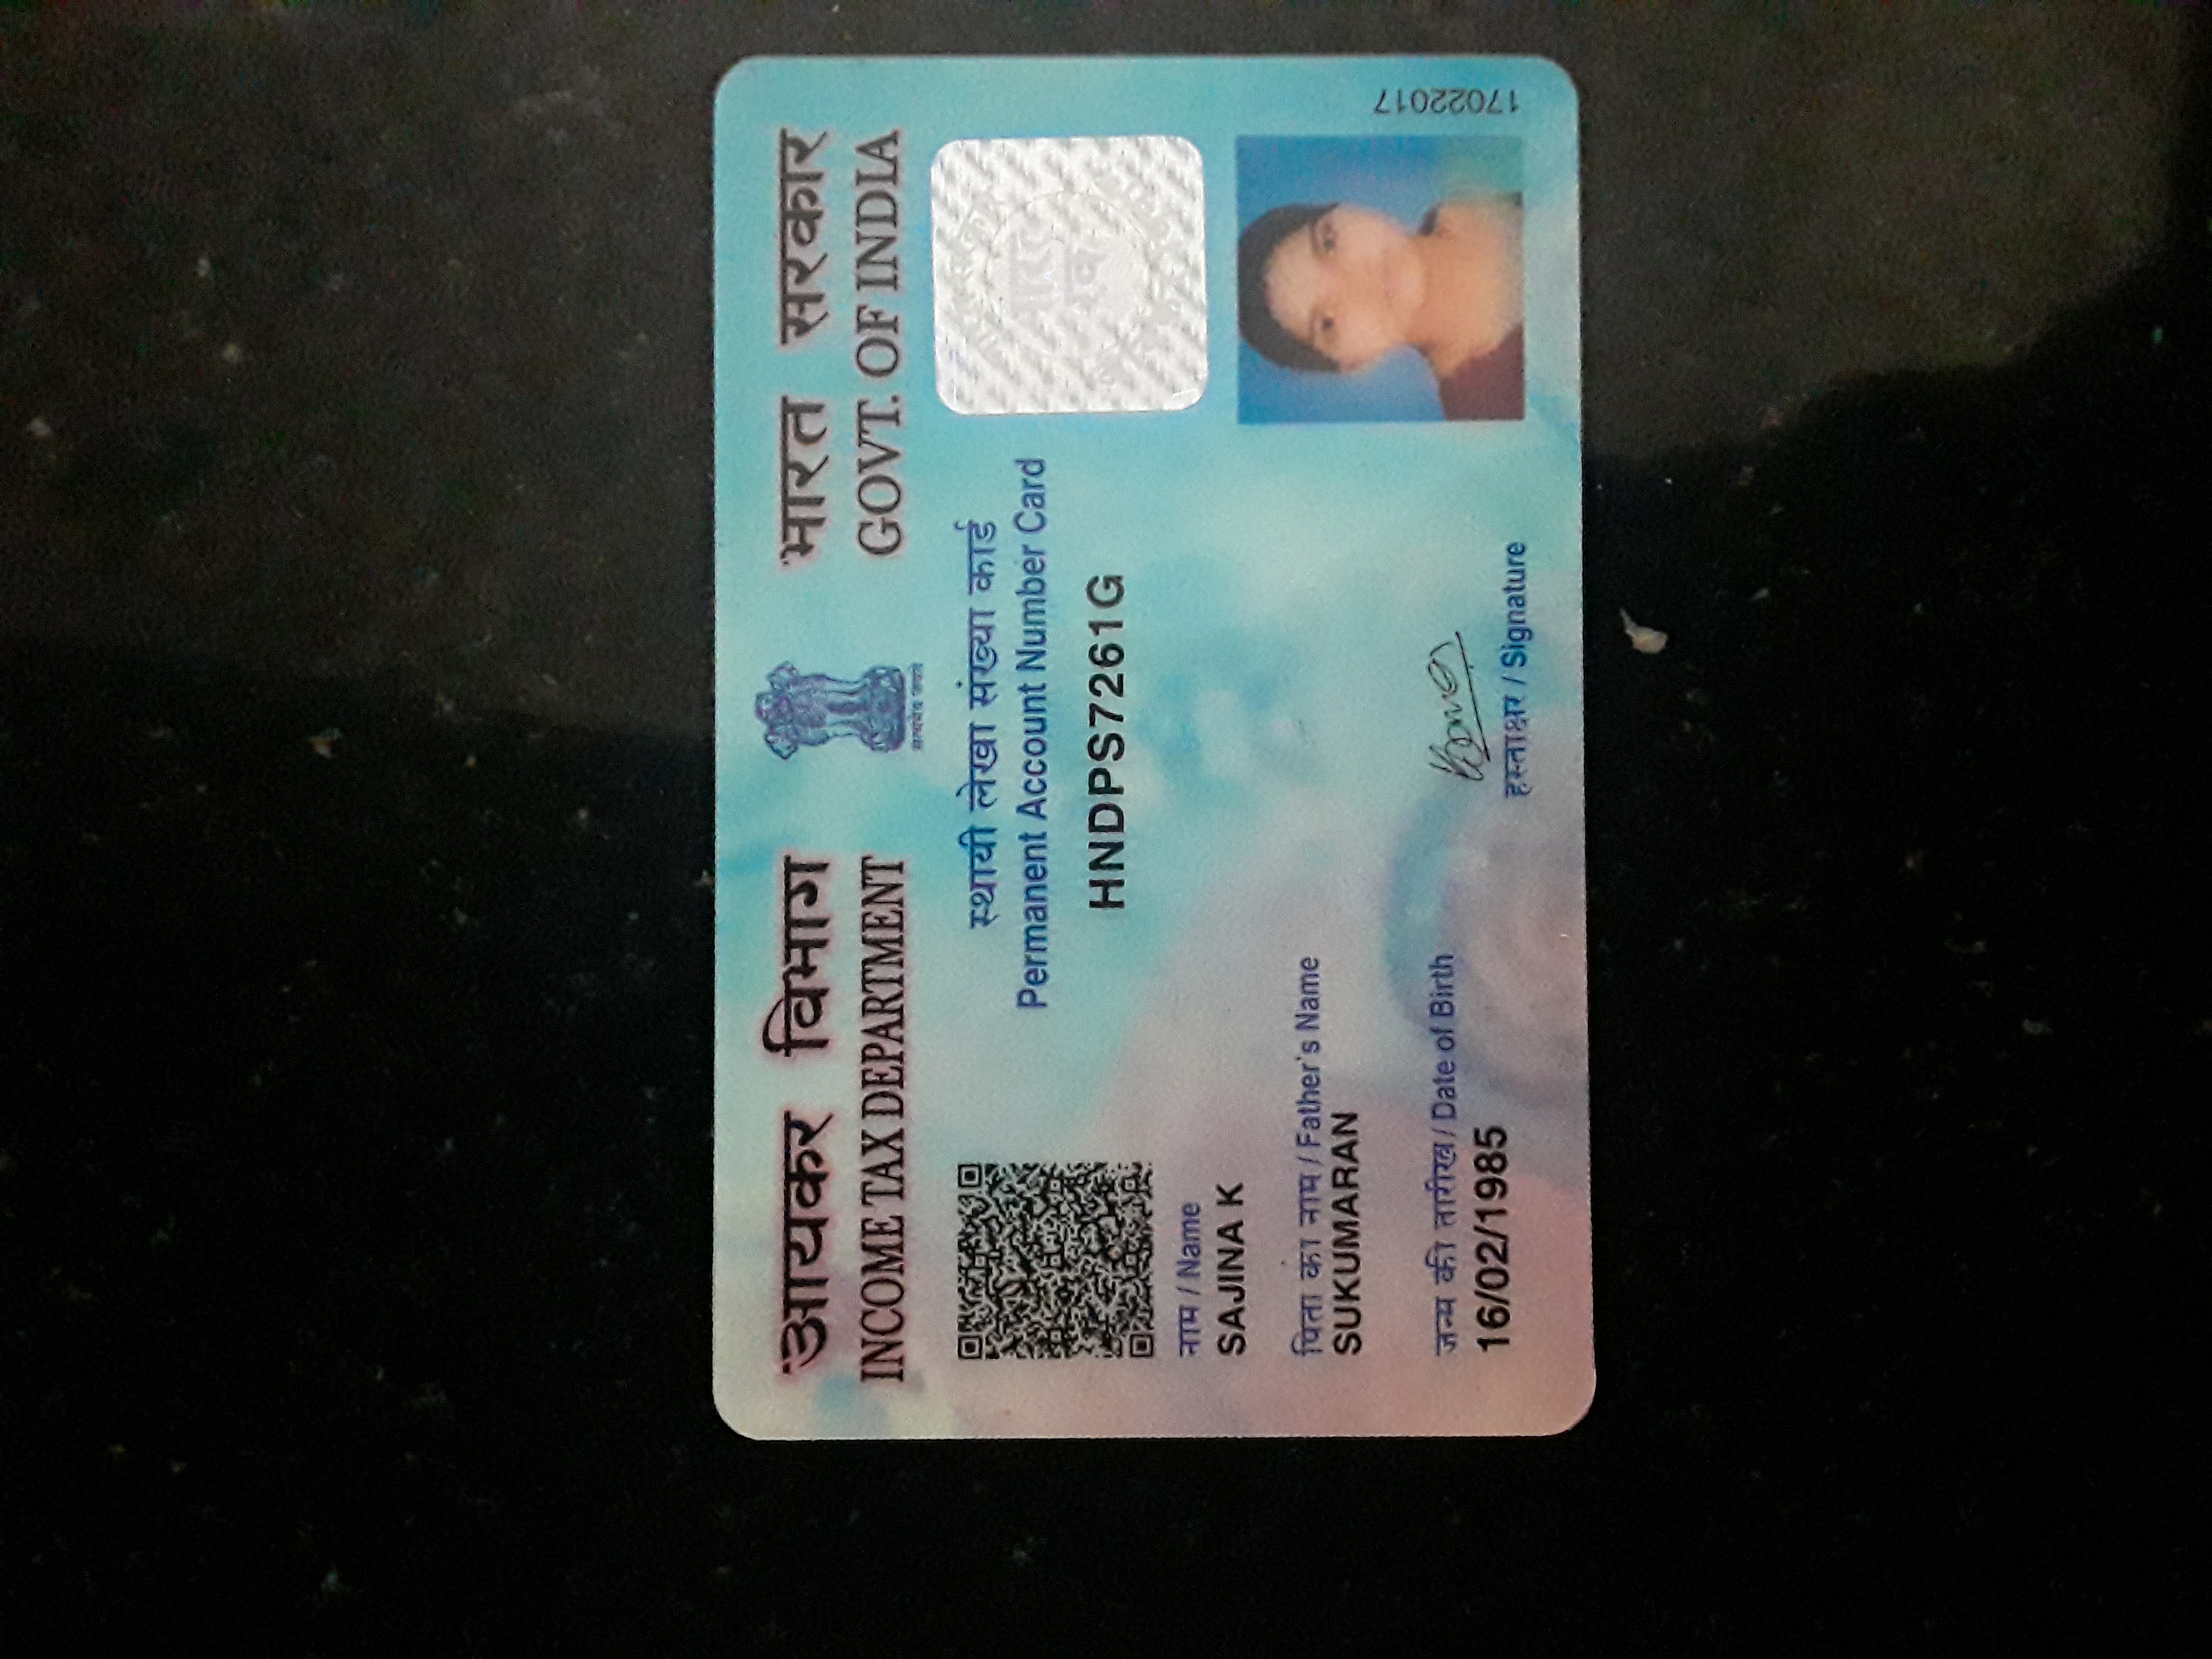 आयकर विभाग
INCOME TAX DEPARTMENT
सत्यमेव जयते
भारत सरकार
GOVT. OF INDIA
स्थायी लेखा संख्या कार्ड
Permanent Account Number Card
HNDPS7261G
नाम / Name
SAJINA K
पिता का नाम / Father's Name
SUKUMARAN
जन्म की तारीख / Date of Birth
16/02/1985
हस्ताक्षर / Signature
17022017